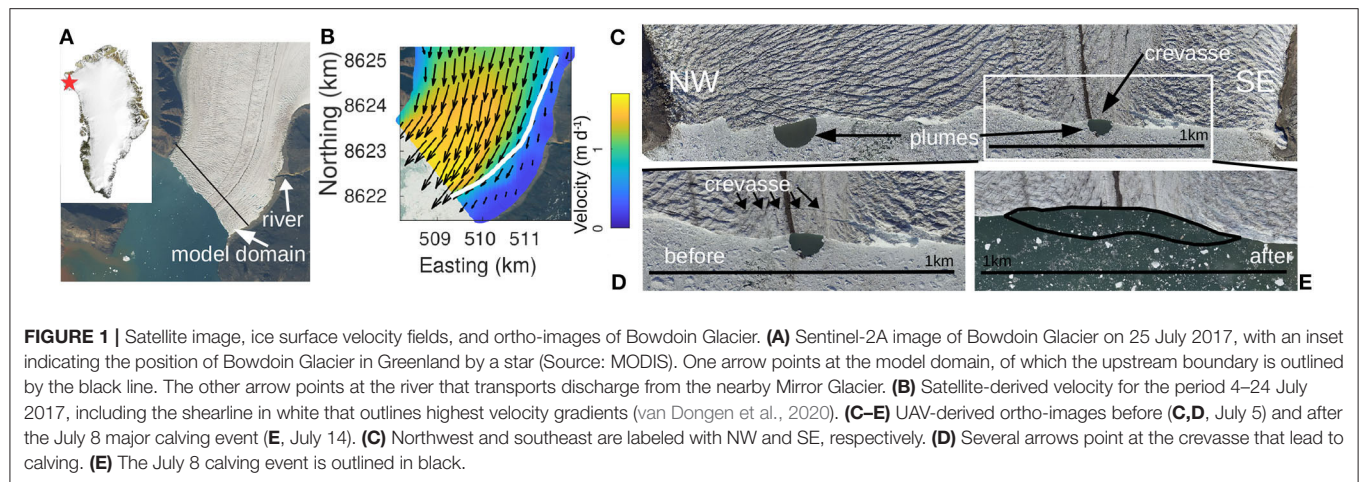 A
river
model domain
B
Northing (km)
8625
8624
8623
8622
509 510 511
Easting (km)
Velocity (m d⁻¹)
1
0
C
NW
crevasse
SE
plumes
1km
crevasse
before
1km
D
1km
after
E
FIGURE 1 | Satellite image, ice surface velocity fields, and ortho-images of Bowdoin Glacier. (A) Sentinel-2A image of Bowdoin Glacier on 25 July 2017, with an inset
indicating the position of Bowdoin Glacier in Greenland by a star (Source: MODIS). One arrow points at the model domain, of which the upstream boundary is outlined
by the black line. The other arrow points at the river that transports discharge from the nearby Mirror Glacier. (B) Satellite-derived velocity for the period 4–24 July
2017, including the shearline in white that outlines highest velocity gradients (van Dongen et al., 2020). (C–E) UAV-derived ortho-images before (C,D, July 5) and after
the July 8 major calving event (E, July 14). (C) Northwest and southeast are labeled with NW and SE, respectively. (D) Several arrows point at the crevasse that lead to
calving. (E) The July 8 calving event is outlined in black.